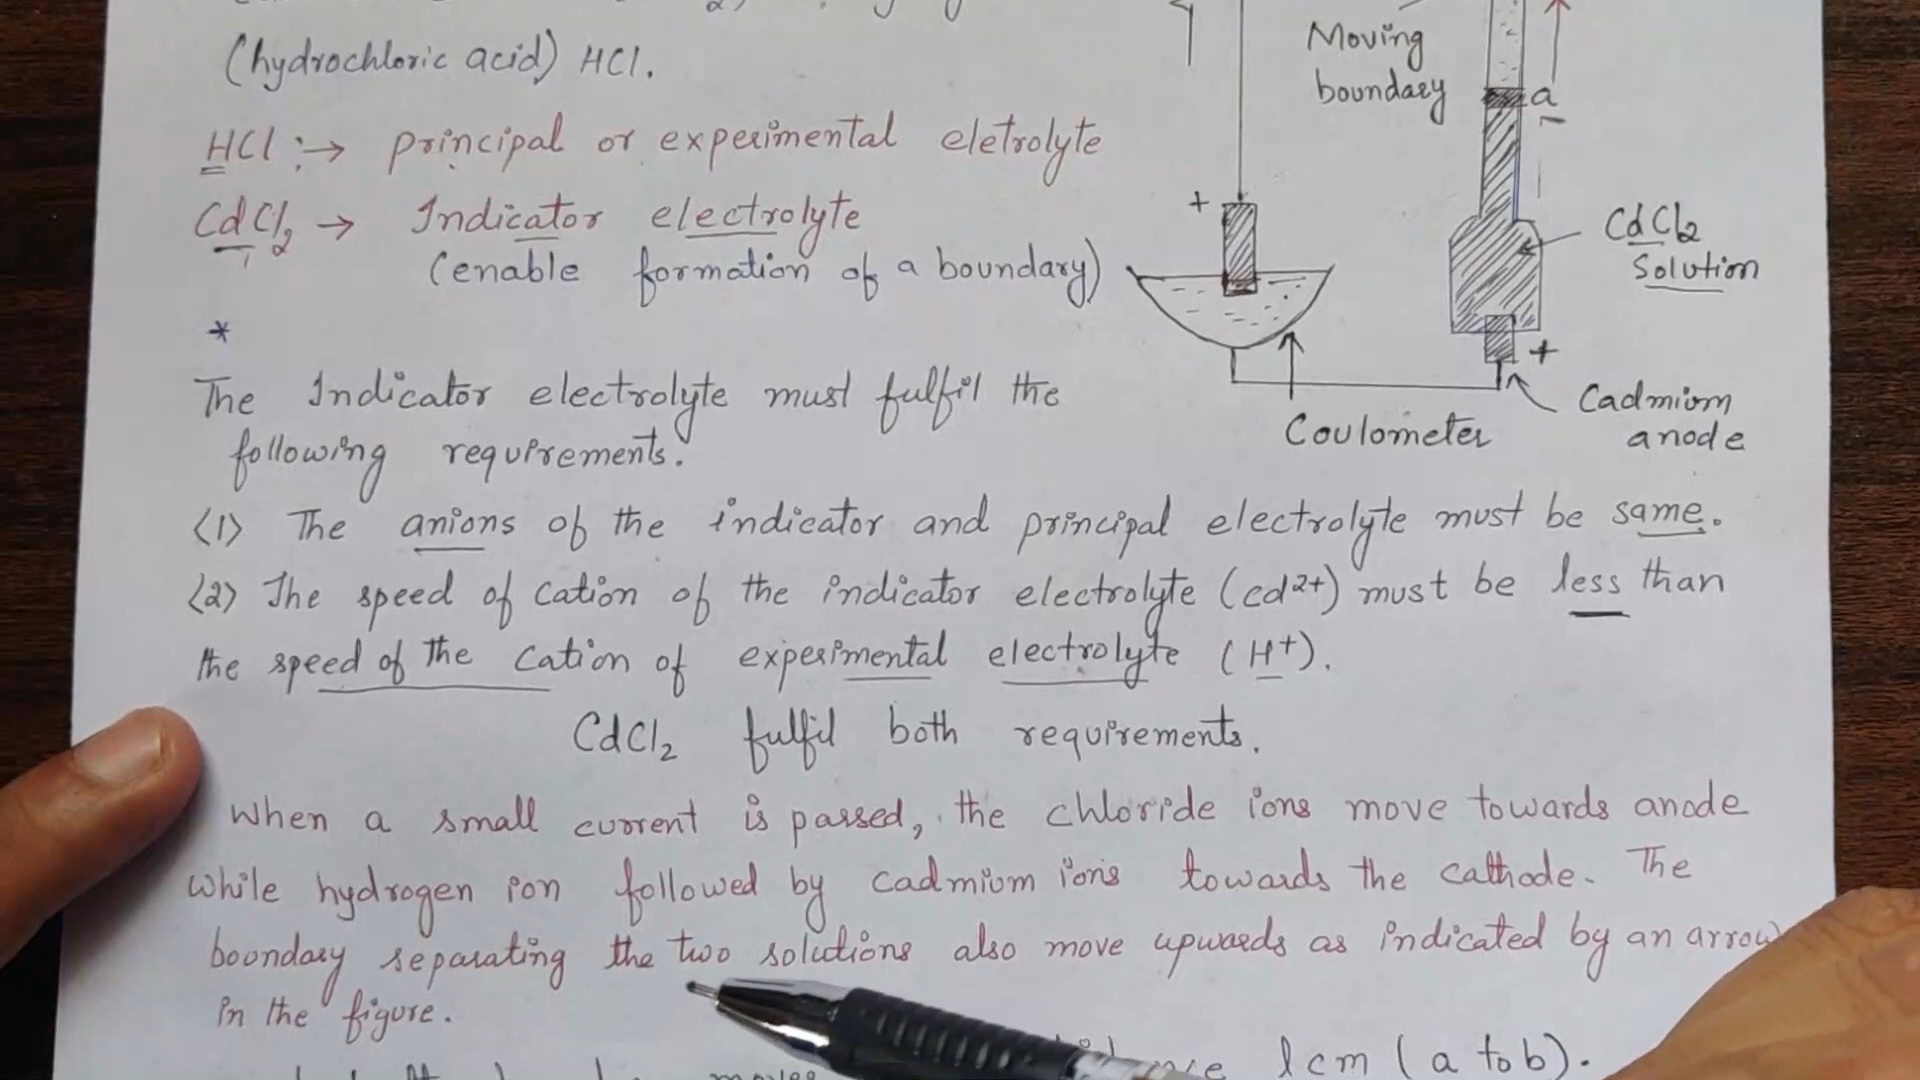 (hydrochloric acid) HCl.
HCl :→ principal or experimental eletrolyte
CdCl2 → Indicator electrolyte
(enable formation of a boundary)
*
The Indicator electrolyte must fulfil the
following requirements.
(1) The anions of the indicator and principal electrolyte must be same.
(2) The speed of cation of the indicator electrolyte (cd2+) must be less than
the speed of the cation of experimental electrolyte (H+).
CdCl2 fulfil both requirements.
When a small current is passed, the chloride ions move towards anode
while hydrogen ion followed by cadmium ions towards the cathode. The
boundary separating the two solutions also move upwards as indicated by an arrow
in the figure.
l cm (a to b).
Moving
boundary
a
+
CdCl2
Solution
+
Cadmium
anode
Coulometer